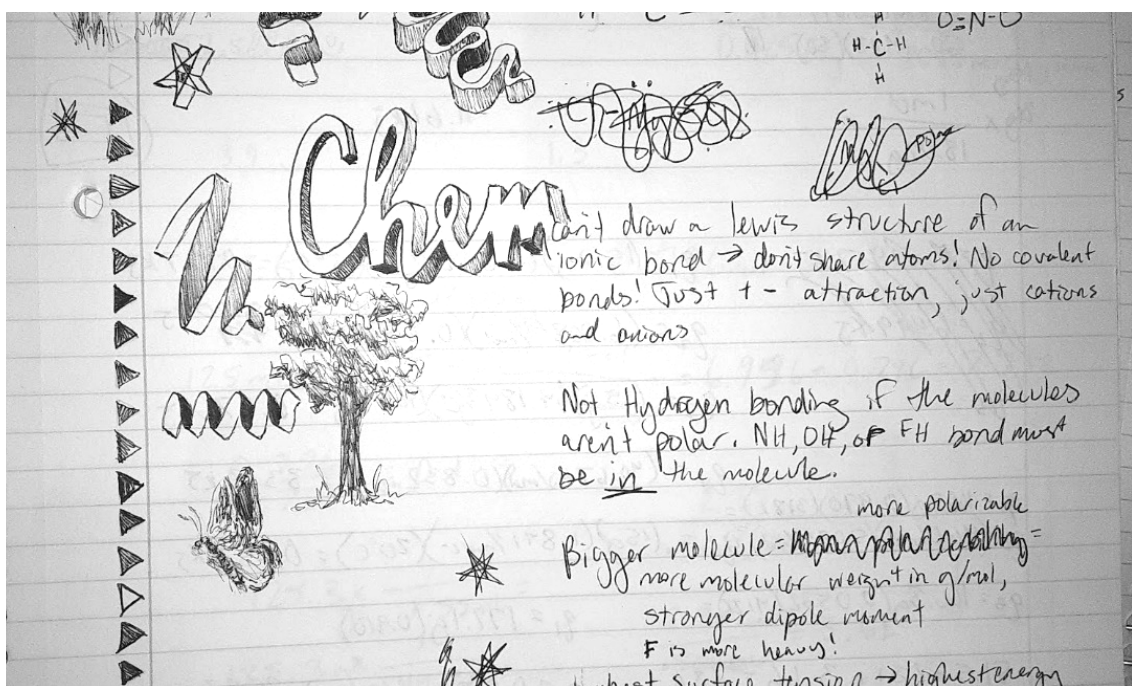 H
H-C-H
H
O=N-O
Chem
can't draw a lewis structure of an
ionic bond → don't share atoms! No covalent
bonds! Just + - attraction, just cations
and anions
Not Hydrogen bonding if the molecules
aren't polar. NH, OH, or FH bond must
be in the molecule.
more polarizable
Bigger molecule = =
more molecular weight in g/mol,
stronger dipole moment
F is more heavy!
surface tension → highest energy